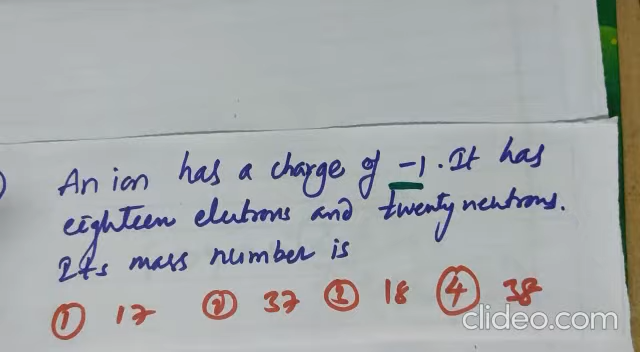 An ion has a charge of -1. It has
eighteen elutrons and twenty neutrons.
Its mass number is
① 17 ② 37 ③ 18 ④ 38
clideo.com